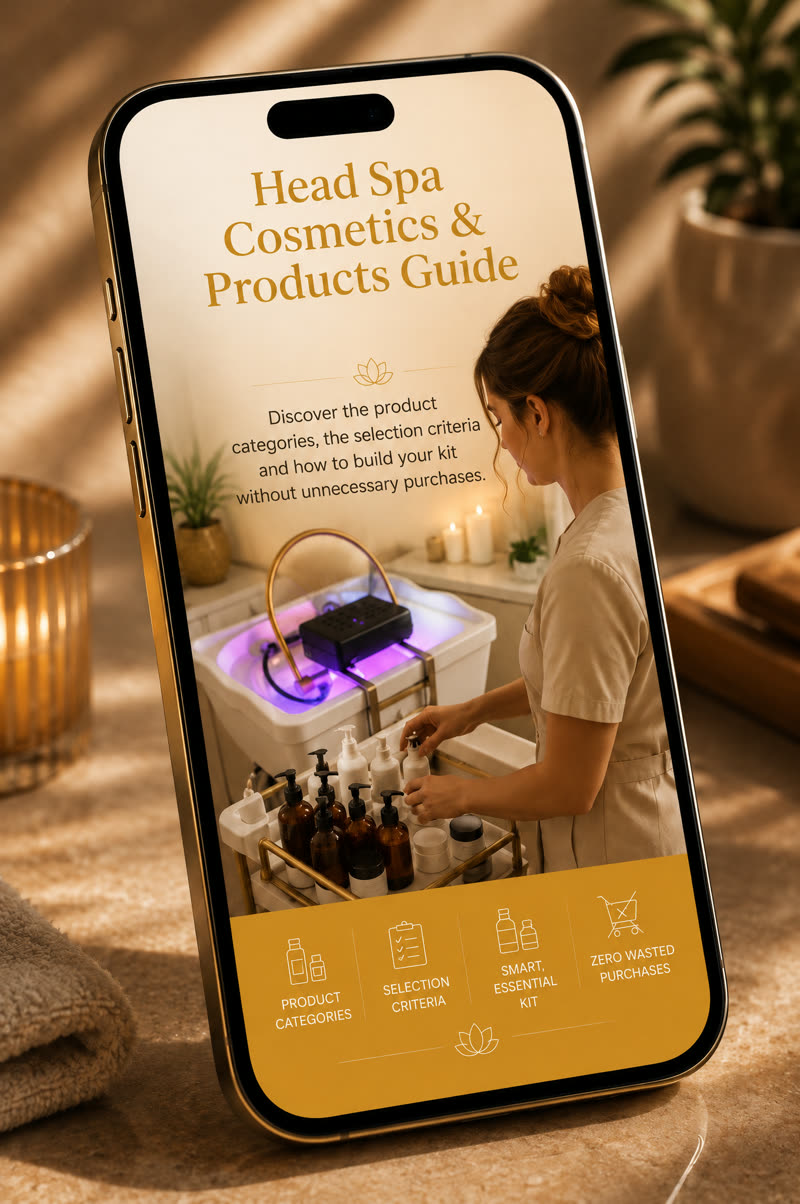 Head Spa
Cosmetics &
Products Guide
Discover the product
categories, the selection criteria
and how to build your kit
without unnecessary purchases.
PRODUCT
CATEGORIES
SELECTION
CRITERIA
SMART,
ESSENTIAL
KIT
ZERO WASTED
PURCHASES